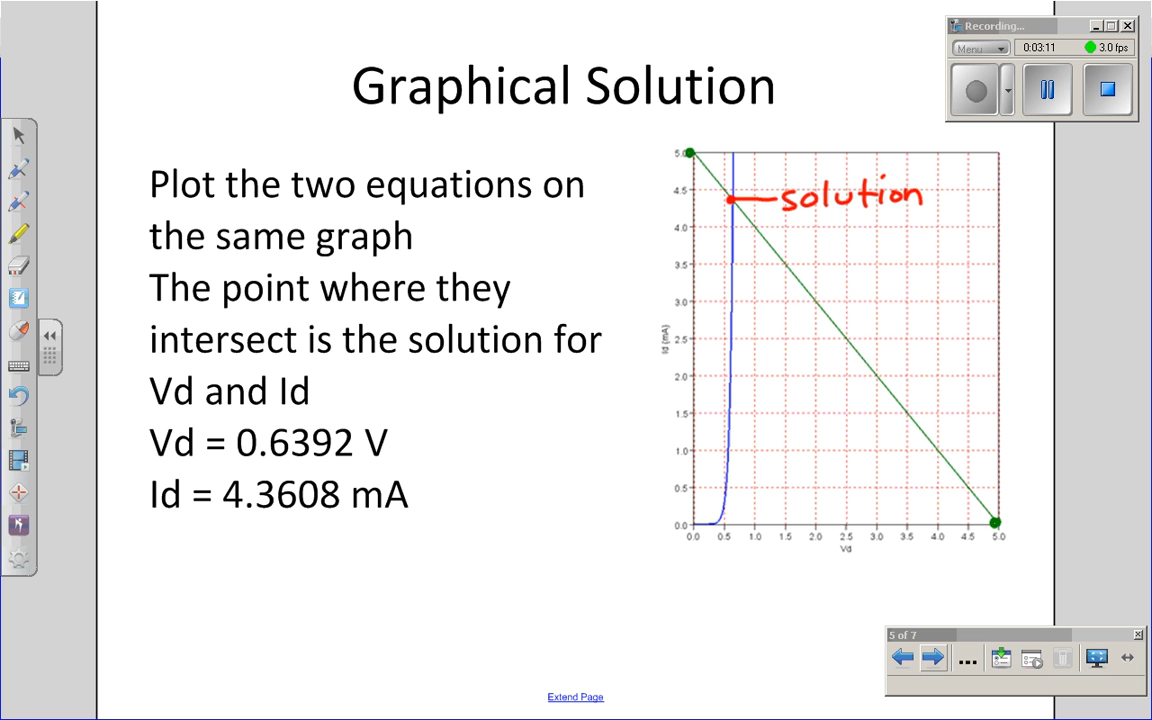 Recording...
Menu
0:03:11
3.0 fps
Graphical Solution
Plot the two equations on
the same graph
The point where they
intersect is the solution for
Vd and Id
Vd = 0.6392 V
Id = 4.3608 mA
solution
5.0
4.5
4.0
3.5
3.0
2.5
2.0
1.5
1.0
0.5
0.0
Id (mA)
0.0 0.5 1.0 1.5 2.0 2.5 3.0 3.5 4.0 4.5 5.0
Vd
5 of 7
Extend Page